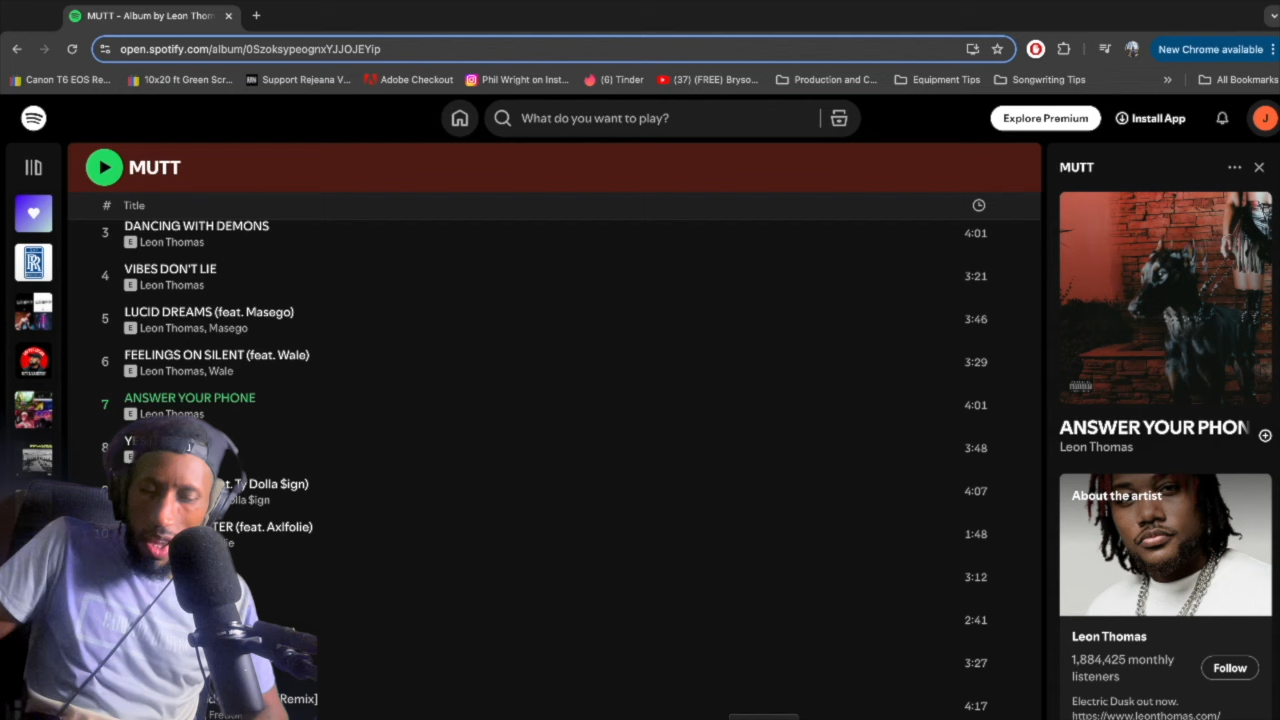 MUTT – Album by Leon Thom
open.spotify.com/album/0SzoksypeognxYJJOJEYip
New Chrome available
Canon T6 EOS Re...
10x20 ft Green Scr...
Support Rejeana V...
Adobe Checkout
Phil Wright on Inst...
(6) Tinder
(37) (FREE) Bryso...
Production and C...
Equipment Tips
Songwriting Tips
All Bookmarks
What do you want to play?
Explore Premium
Install App
J
MUTT
# Title
3 DANCING WITH DEMONS 4:01
E Leon Thomas
4 VIBES DON'T LIE 3:21
E Leon Thomas
5 LUCID DREAMS (feat. Masego) 3:46
E Leon Thomas, Masego
6 FEELINGS ON SILENT (feat. Wale) 3:29
E Leon Thomas, Wale
7 ANSWER YOUR PHONE 4:01
E Leon Thomas
8 3:48
E
Ty Dolla $ign) 4:07
olla $ign
TER (feat. Axlfolie) 1:48
lie
3:12
2:41
3:27
Remix] 4:17
MUTT
ANSWER YOUR PHON
Leon Thomas
About the artist
Leon Thomas
1,884,425 monthly
listeners
Follow
Electric Dusk out now.
https://www.leonthomas.com/